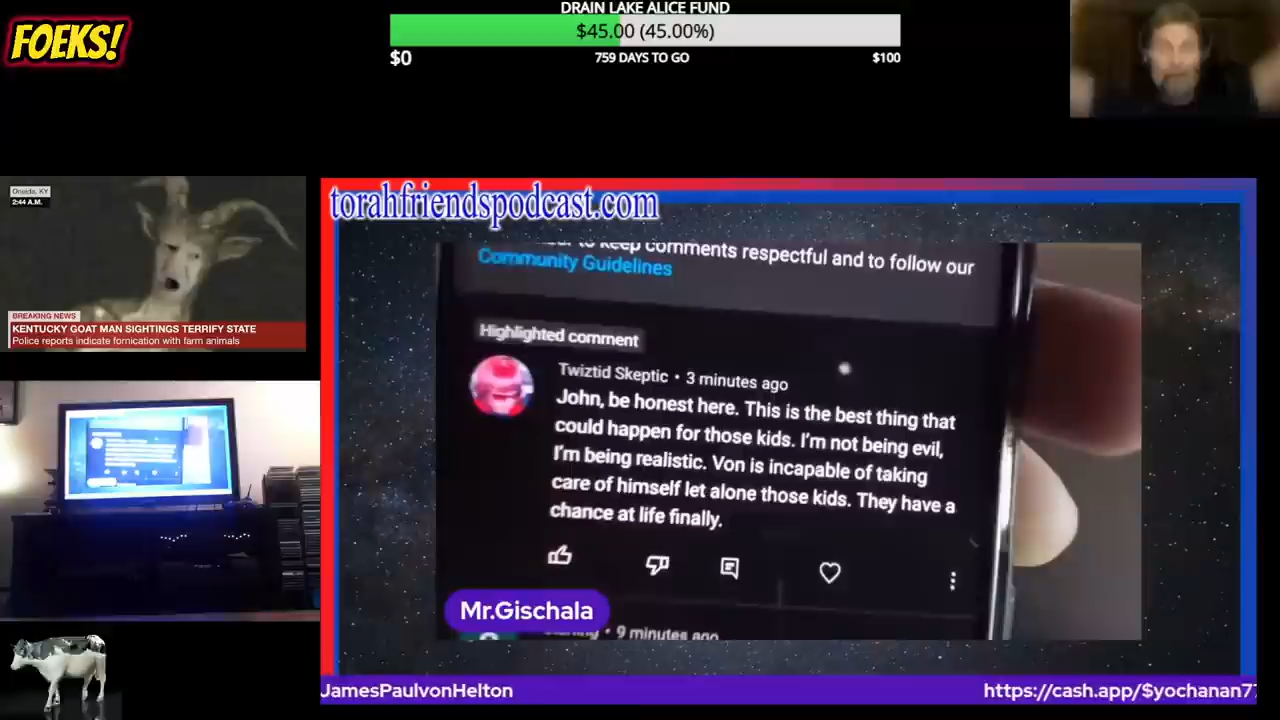 DRAIN LAKE ALICE FUND
FOEKS!
$45.00 (45.00%)
$0
759 DAYS TO GO
$100
Oneida, KY
2:44 A.M.
BREAKING NEWS
KENTUCKY GOAT MAN SIGHTINGS TERRIFY STATE
Police reports indicate fornication with farm animals
torahfriendspodcast.com
to keep comments respectful and to follow our
Community Guidelines
Highlighted comment
Twiztid Skeptic • 3 minutes ago
John, be honest here. This is the best thing that
could happen for those kids. I'm not being evil,
I'm being realistic. Von is incapable of taking
care of himself let alone those kids. They have a
chance at life finally.
Mr.Gischala
• 9 minutes ago
JamesPaulvonHelton
https://cash.app/$yochanan77